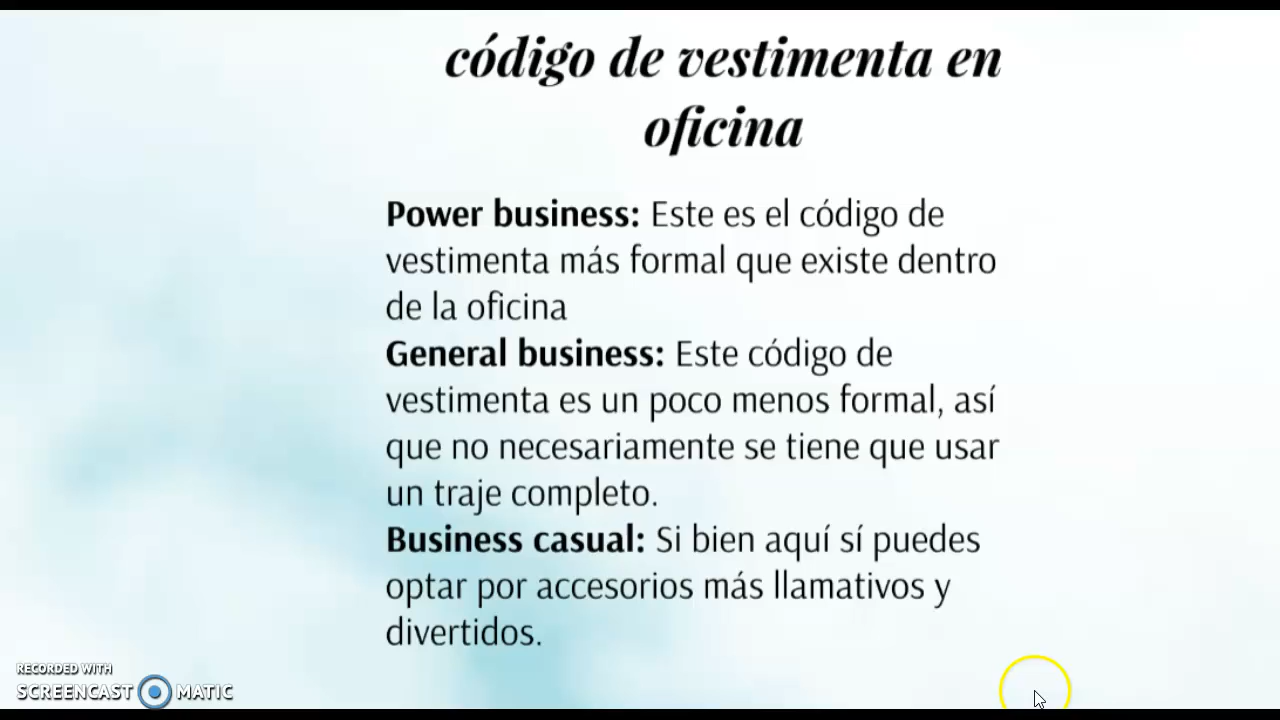 código de vestimenta en
oficina
Power business: Este es el código de
vestimenta más formal que existe dentro
de la oficina
General business: Este código de
vestimenta es un poco menos formal, así
que no necesariamente se tiene que usar
un traje completo.
Business casual: Si bien aquí sí puedes
optar por accesorios más llamativos y
divertidos.
RECORDED WITH
SCREENCAST MATIC